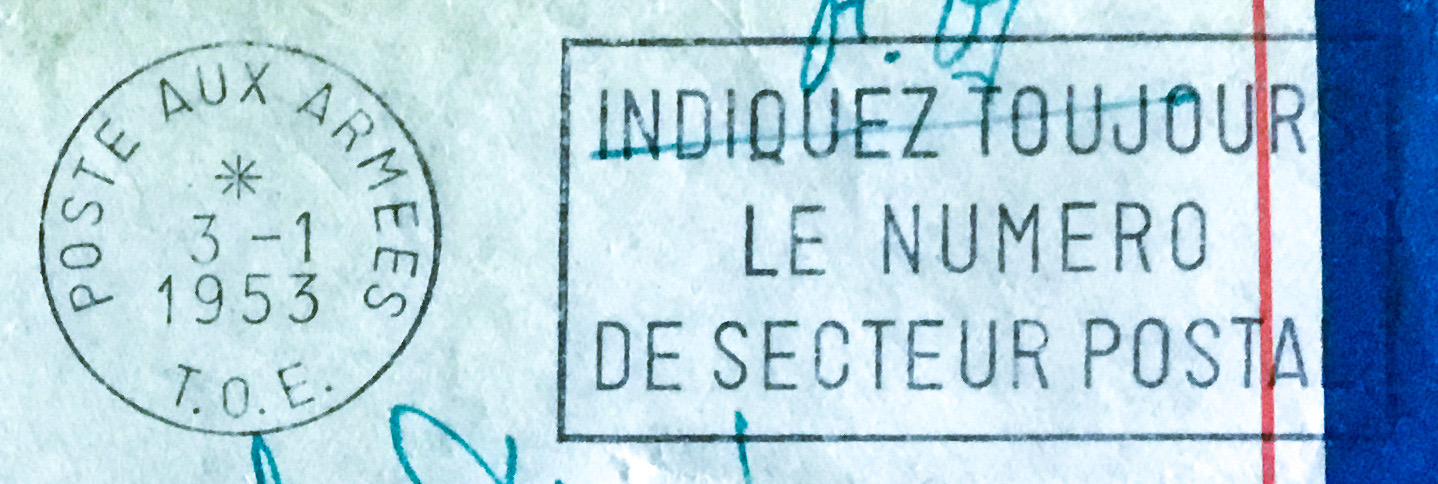 POSTE AUX ARMEES
*
3 -1
1953
T.O.E.
INDIQUEZ TOUJOUR
LE NUMERO
DE SECTEUR POSTA